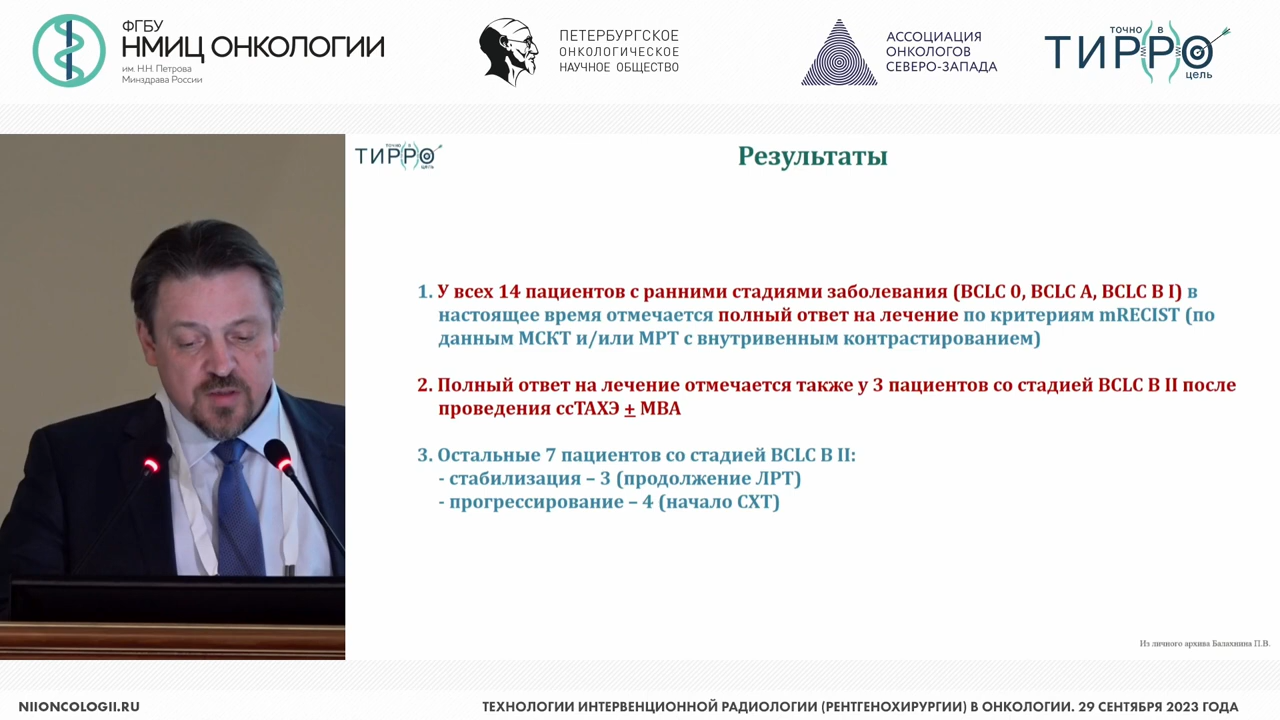 ФГБУ
НМИЦ ОНКОЛОГИИ
им. Н.Н. Петрова
Минздрава России
ПЕТЕРБУРГСКОЕ
ОНКОЛОГИЧЕСКОЕ
НАУЧНОЕ ОБЩЕСТВО
АССОЦИАЦИЯ
ОНКОЛОГОВ
СЕВЕРО-ЗАПАДА
ТОЧНО В
ТИРРО
цель
ТОЧНО В
ТИРРО
цель
Результаты
1. У всех 14 пациентов с ранними стадиями заболевания (BCLC 0, BCLC A, BCLC B I) в
настоящее время отмечается полный ответ на лечение по критериям mRECIST (по
данным МСКТ и/или МРТ с внутривенным контрастированием)
2. Полный ответ на лечение отмечается также у 3 пациентов со стадией BCLC B II после
проведения ссТАХЭ ± МВА
3. Остальные 7 пациентов со стадией BCLC B II:
- стабилизация – 3 (продолжение ЛРТ)
- прогрессирование – 4 (начало СХТ)
Из личного архива Балахнина П.В.
NIIONCOLOGII.RU
ТЕХНОЛОГИИ ИНТЕРВЕНЦИОННОЙ РАДИОЛОГИИ (РЕНТГЕНОХИРУРГИИ) В ОНКОЛОГИИ. 29 СЕНТЯБРЯ 2023 ГОДА